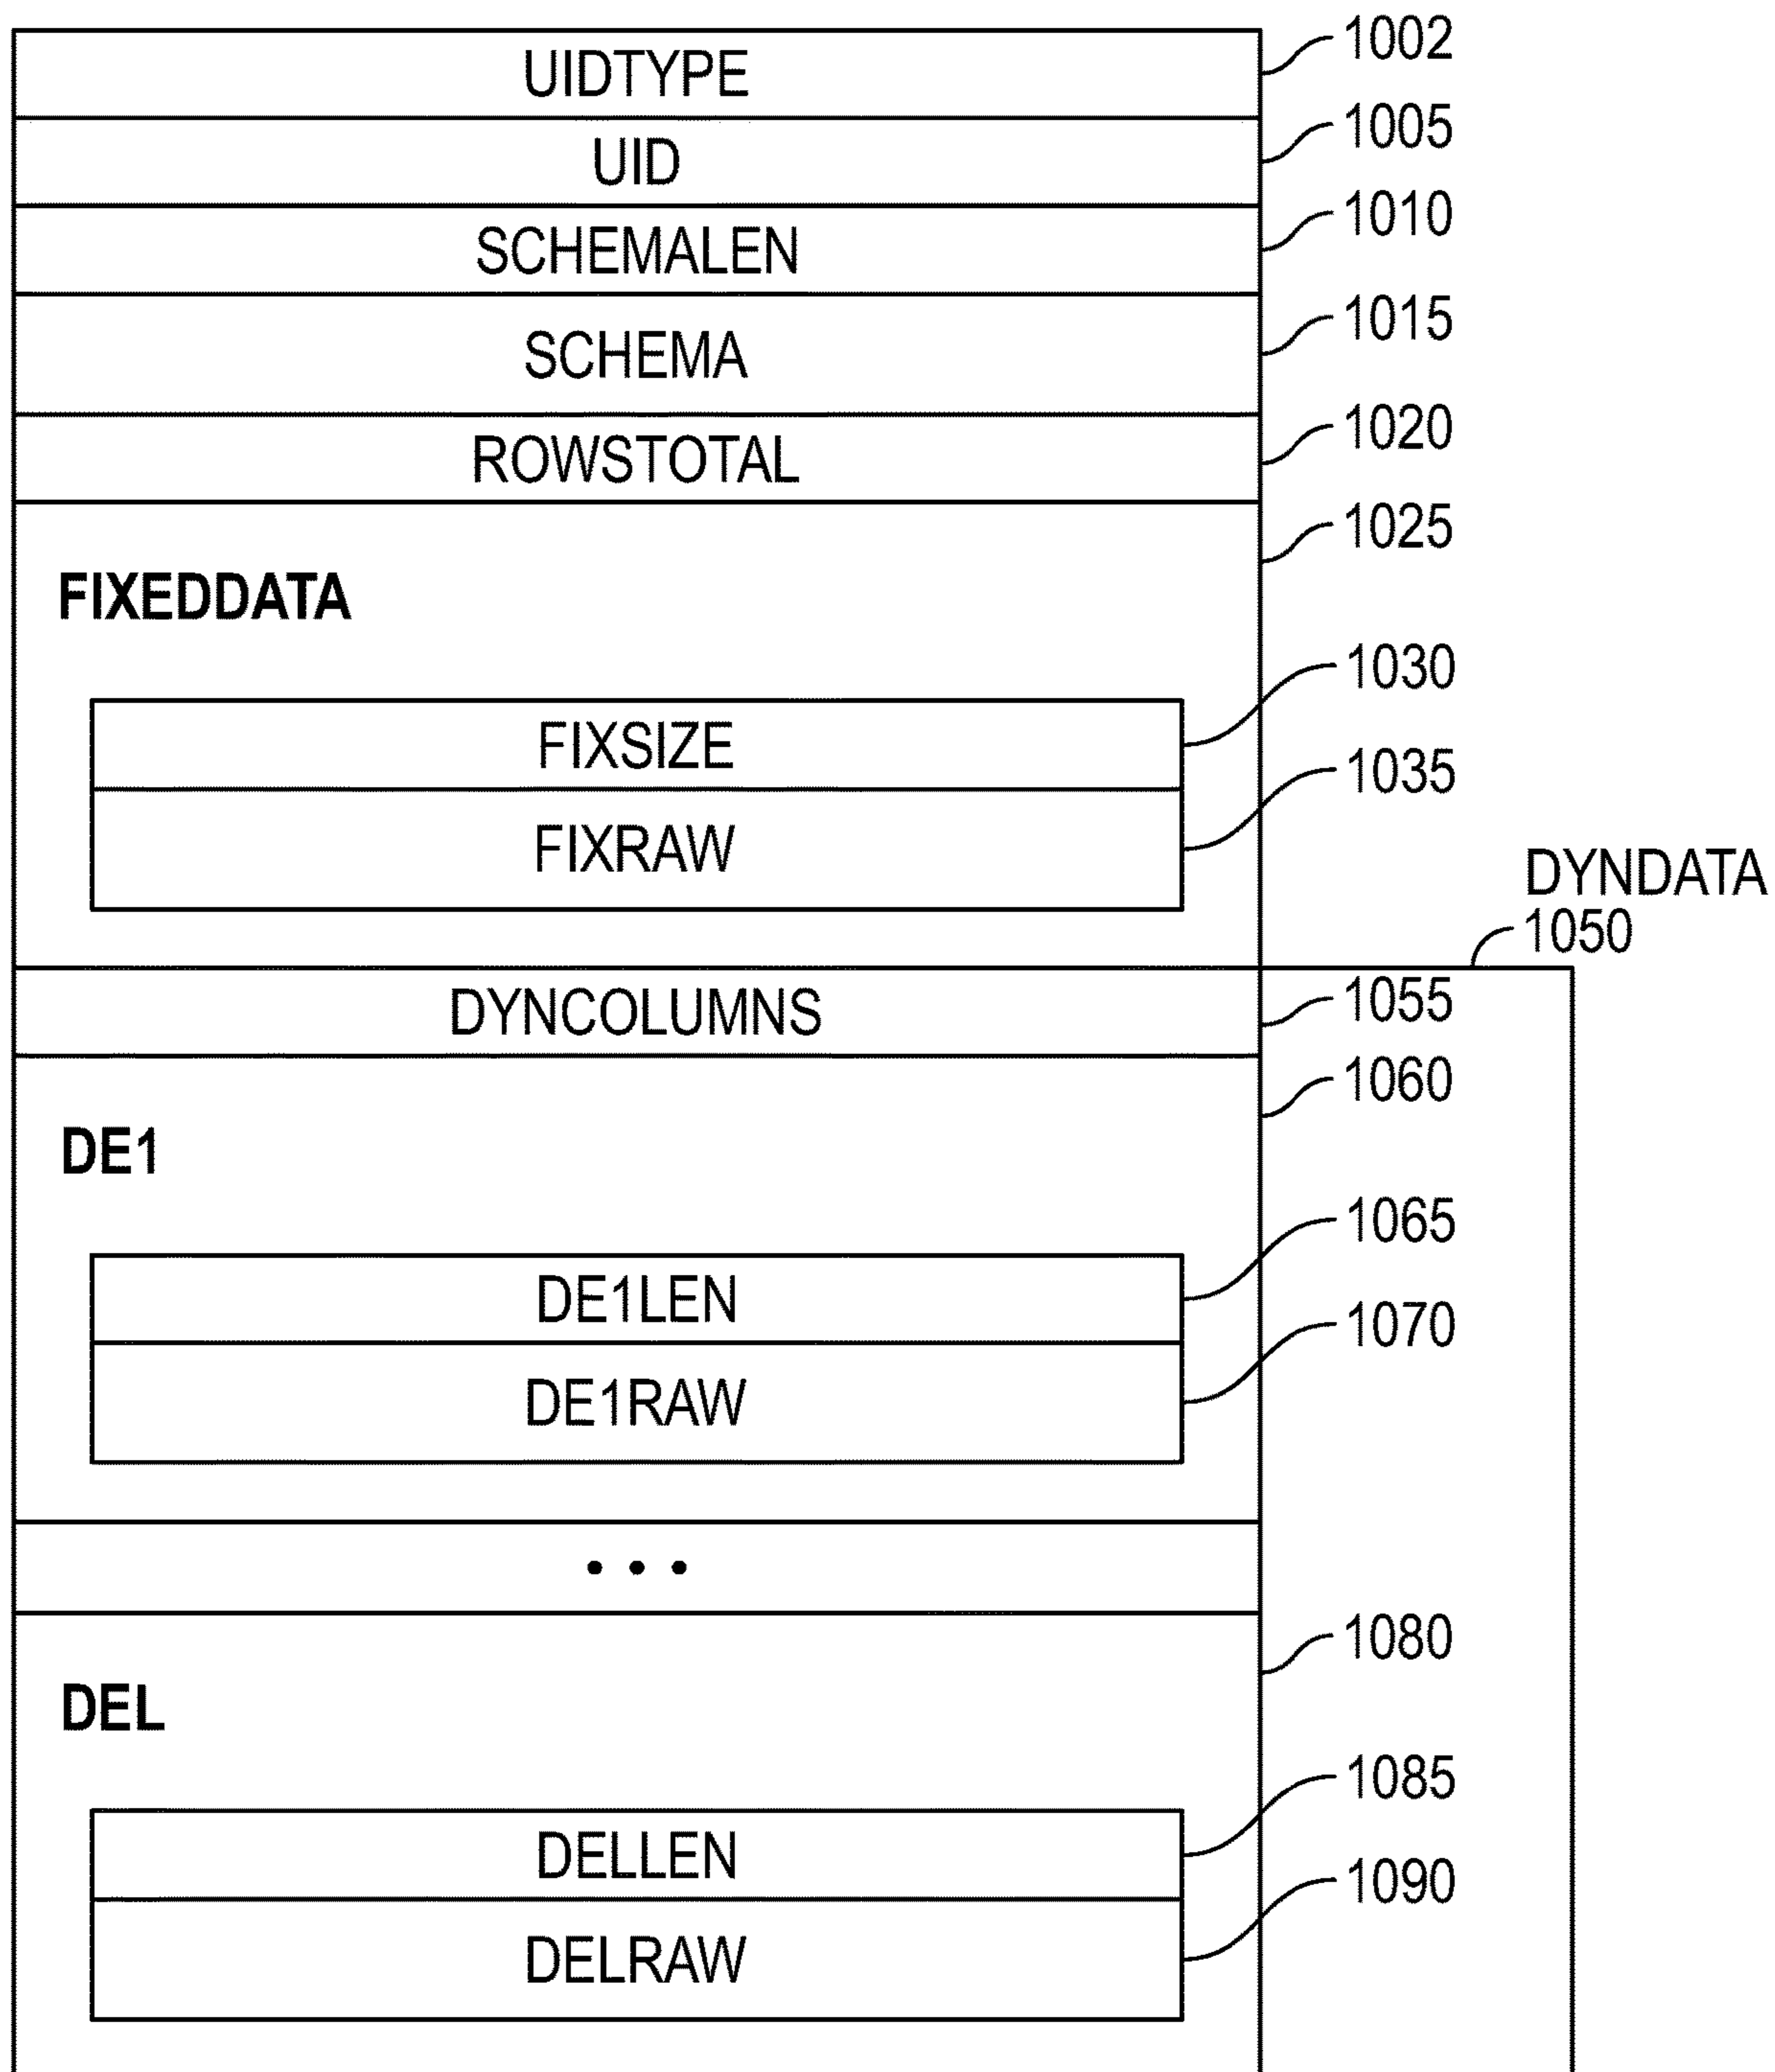 UIDTYPE 1002
UID 1005
SCHEMALEN 1010
SCHEMA 1015
ROWSTOTAL 1020
1025
FIXEDDATA
1030
FIXSIZE
1035
FIXRAW
DYNDATA
1050
DYNCOLUMNS 1055
1060
DE1
1065
DE1LEN
1070
DE1RAW
• • •
1080
DEL
1085
DELLEN
1090
DELRAW